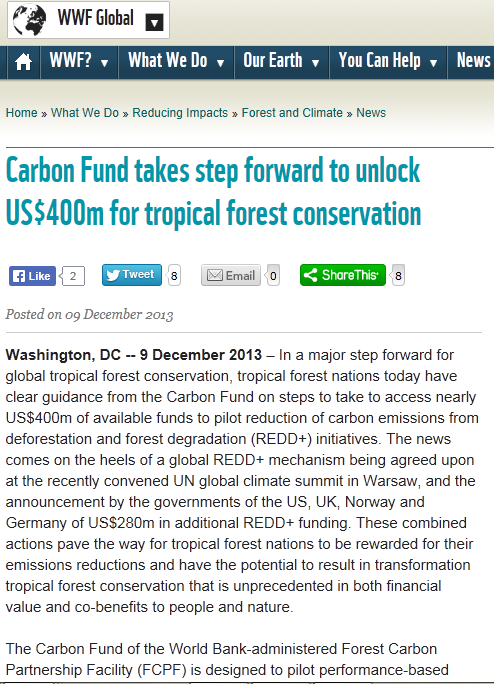 WWF Global
WWF? What We Do Our Earth You Can Help News
Home » What We Do » Reducing Impacts » Forest and Climate » News
Carbon Fund takes step forward to unlock
US$400m for tropical forest conservation
Like 2 Tweet 8 Email 0 ShareThis 8
Posted on 09 December 2013
Washington, DC -- 9 December 2013 – In a major step forward for
global tropical forest conservation, tropical forest nations today have
clear guidance from the Carbon Fund on steps to take to access nearly
US$400m of available funds to pilot reduction of carbon emissions from
deforestation and forest degradation (REDD+) initiatives. The news
comes on the heels of a global REDD+ mechanism being agreed upon
at the recently convened UN global climate summit in Warsaw, and the
announcement by the governments of the US, UK, Norway and
Germany of US$280m in additional REDD+ funding. These combined
actions pave the way for tropical forest nations to be rewarded for their
emissions reductions and have the potential to result in transformation
tropical forest conservation that is unprecedented in both financial
value and co-benefits to people and nature.
The Carbon Fund of the World Bank-administered Forest Carbon
Partnership Facility (FCPF) is designed to pilot performance-based